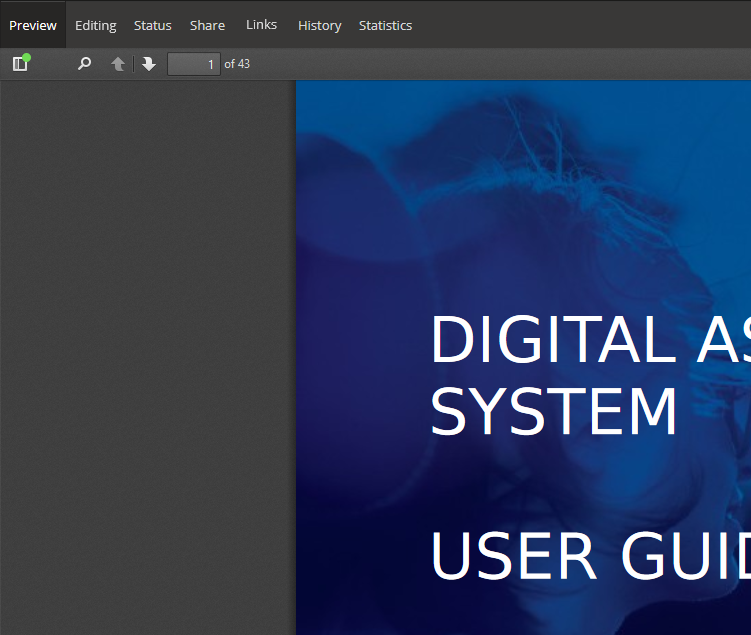 Preview Editing Status Share Links History Statistics
1 of 43
DIGITAL AS
SYSTEM
USER GUID